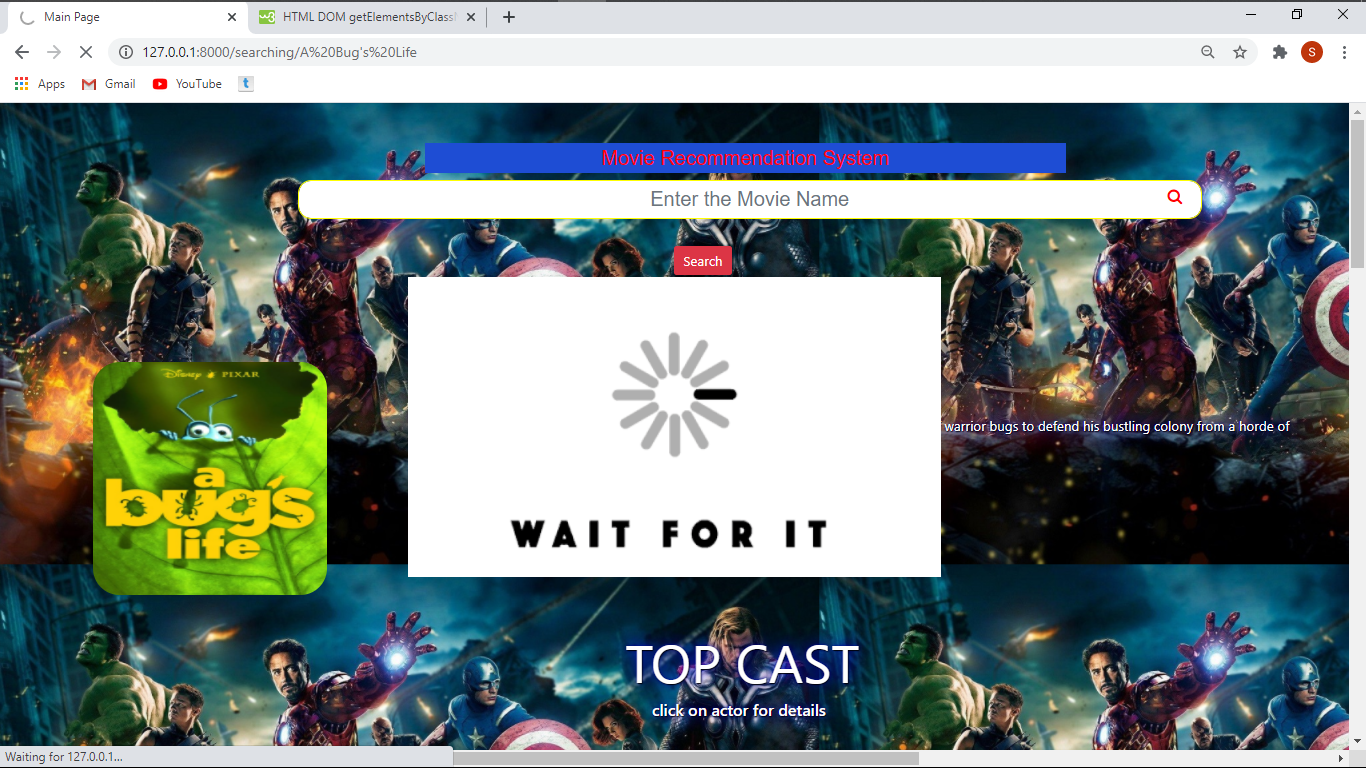 Main Page
HTML DOM getElementsByClass
127.0.0.1:8000/searching/A%20Bug's%20Life
S
Apps
Gmail
YouTube
t
Movie Recommendation System
Enter the Movie Name
Search
Disney PIXAR
a
bug's
life
warrior bugs to defend his bustling colony from a horde of
WAIT FOR IT
TOP CAST
click on actor for details
Waiting for 127.0.0.1...